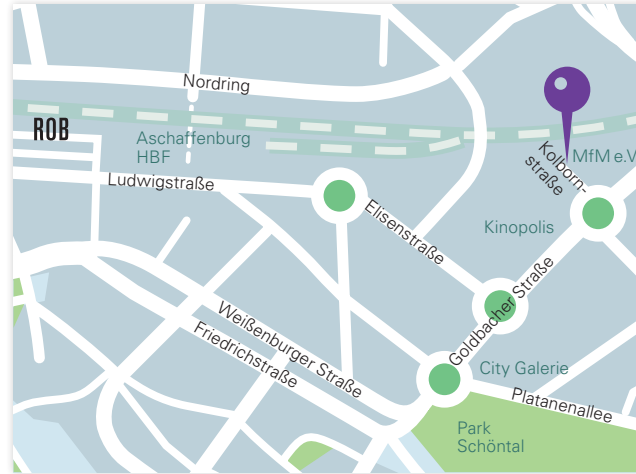 Nordring
ROB
Aschaffenburg
HBF
Ludwigstraße
Kolborn-
straße
MfM e.V
Elisenstraße
Kinopolis
Goldbacher Straße
Weißenburger Straße
Friedrichstraße
City Galerie
Platanenallee
Park
Schöntal